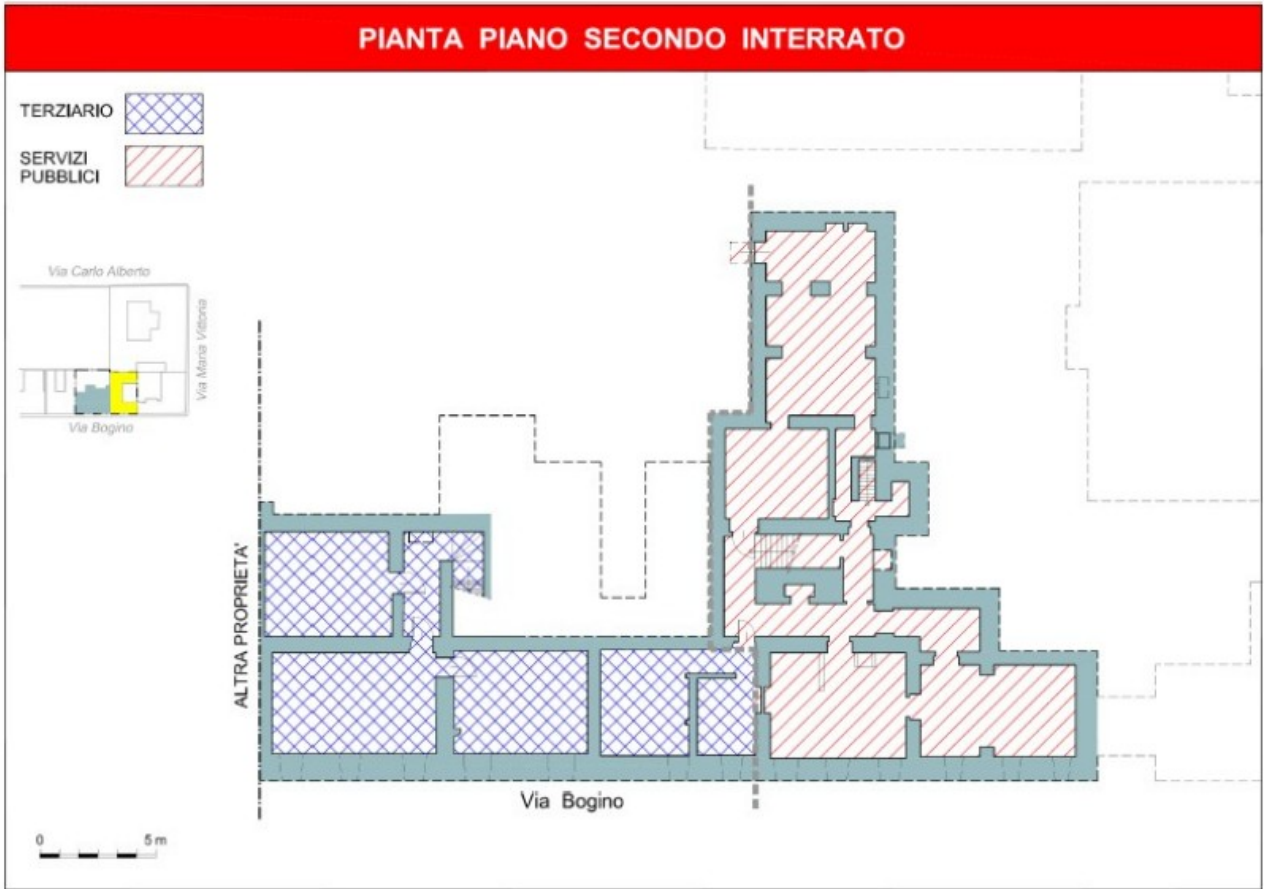 PIANTA PIANO SECONDO INTERRATO
TERZIARIO
SERVIZI
PUBBLICI
Via Carlo Alberto
Via Maria Vittoria
Via Bogino
ALTRA PROPRIETA'
Via Bogino
0 5 m